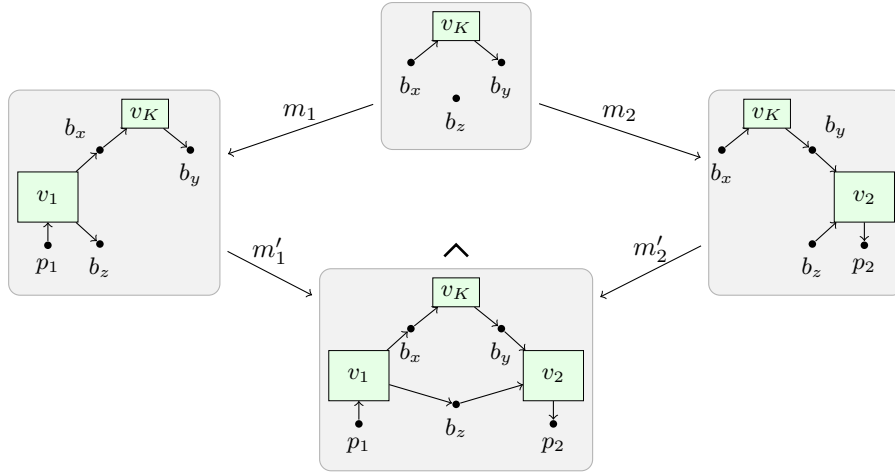 v_K
b_x b_y
b_z
m_1 m_2
v_K
b_x
b_y
v_1
p_1 b_z
v_K
b_y
b_x
v_2
b_z p_2
m'_1 m'_2
v_K
b_x b_y
v_1 v_2
b_z
p_1 p_2